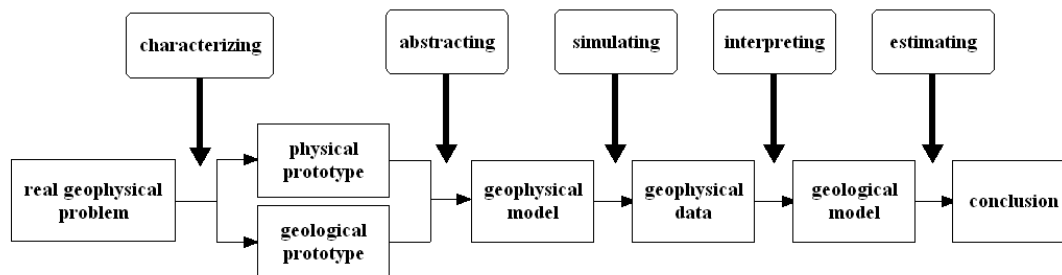 characterizing
abstracting
simulating
interpreting
estimating
real geophysical
problem
physical
prototype
geological
prototype
geophysical
model
geophysical
data
geological
model
conclusion